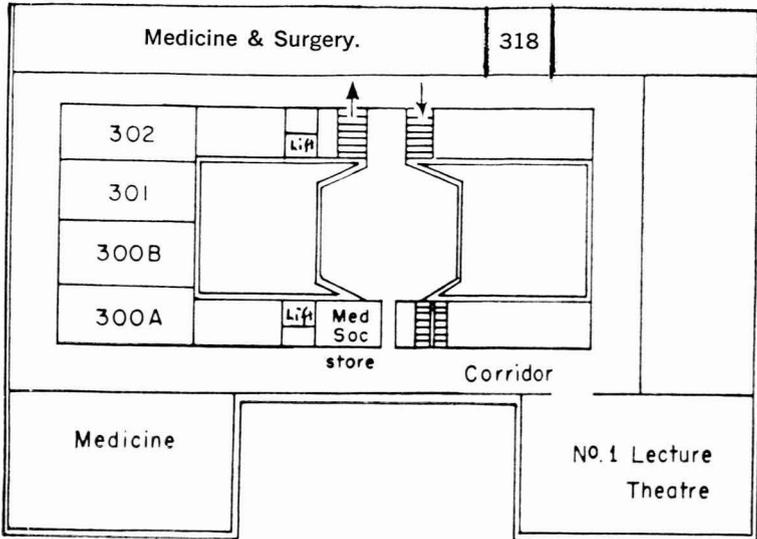 Medicine & Surgery.
318
302
Lift
301
300B
300A
Lift
Med
Soc
store
Corridor
Medicine
No. 1 Lecture
Theatre